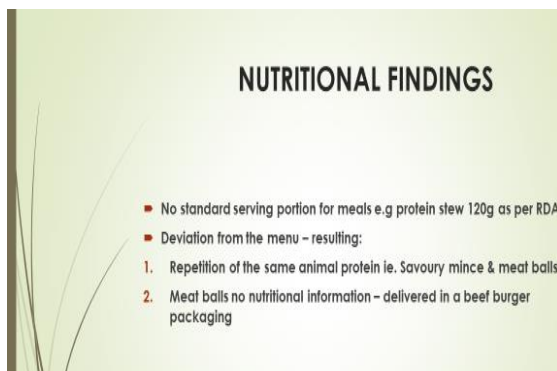 NUTRITIONAL FINDINGS
No standard serving portion for meals e.g protein stew 120g as per RDA
Deviation from the menu – resulting:
1. Repetition of the same animal protein ie. Savoury mince & meat balls
2. Meat balls no nutritional information – delivered in a beef burger
packaging